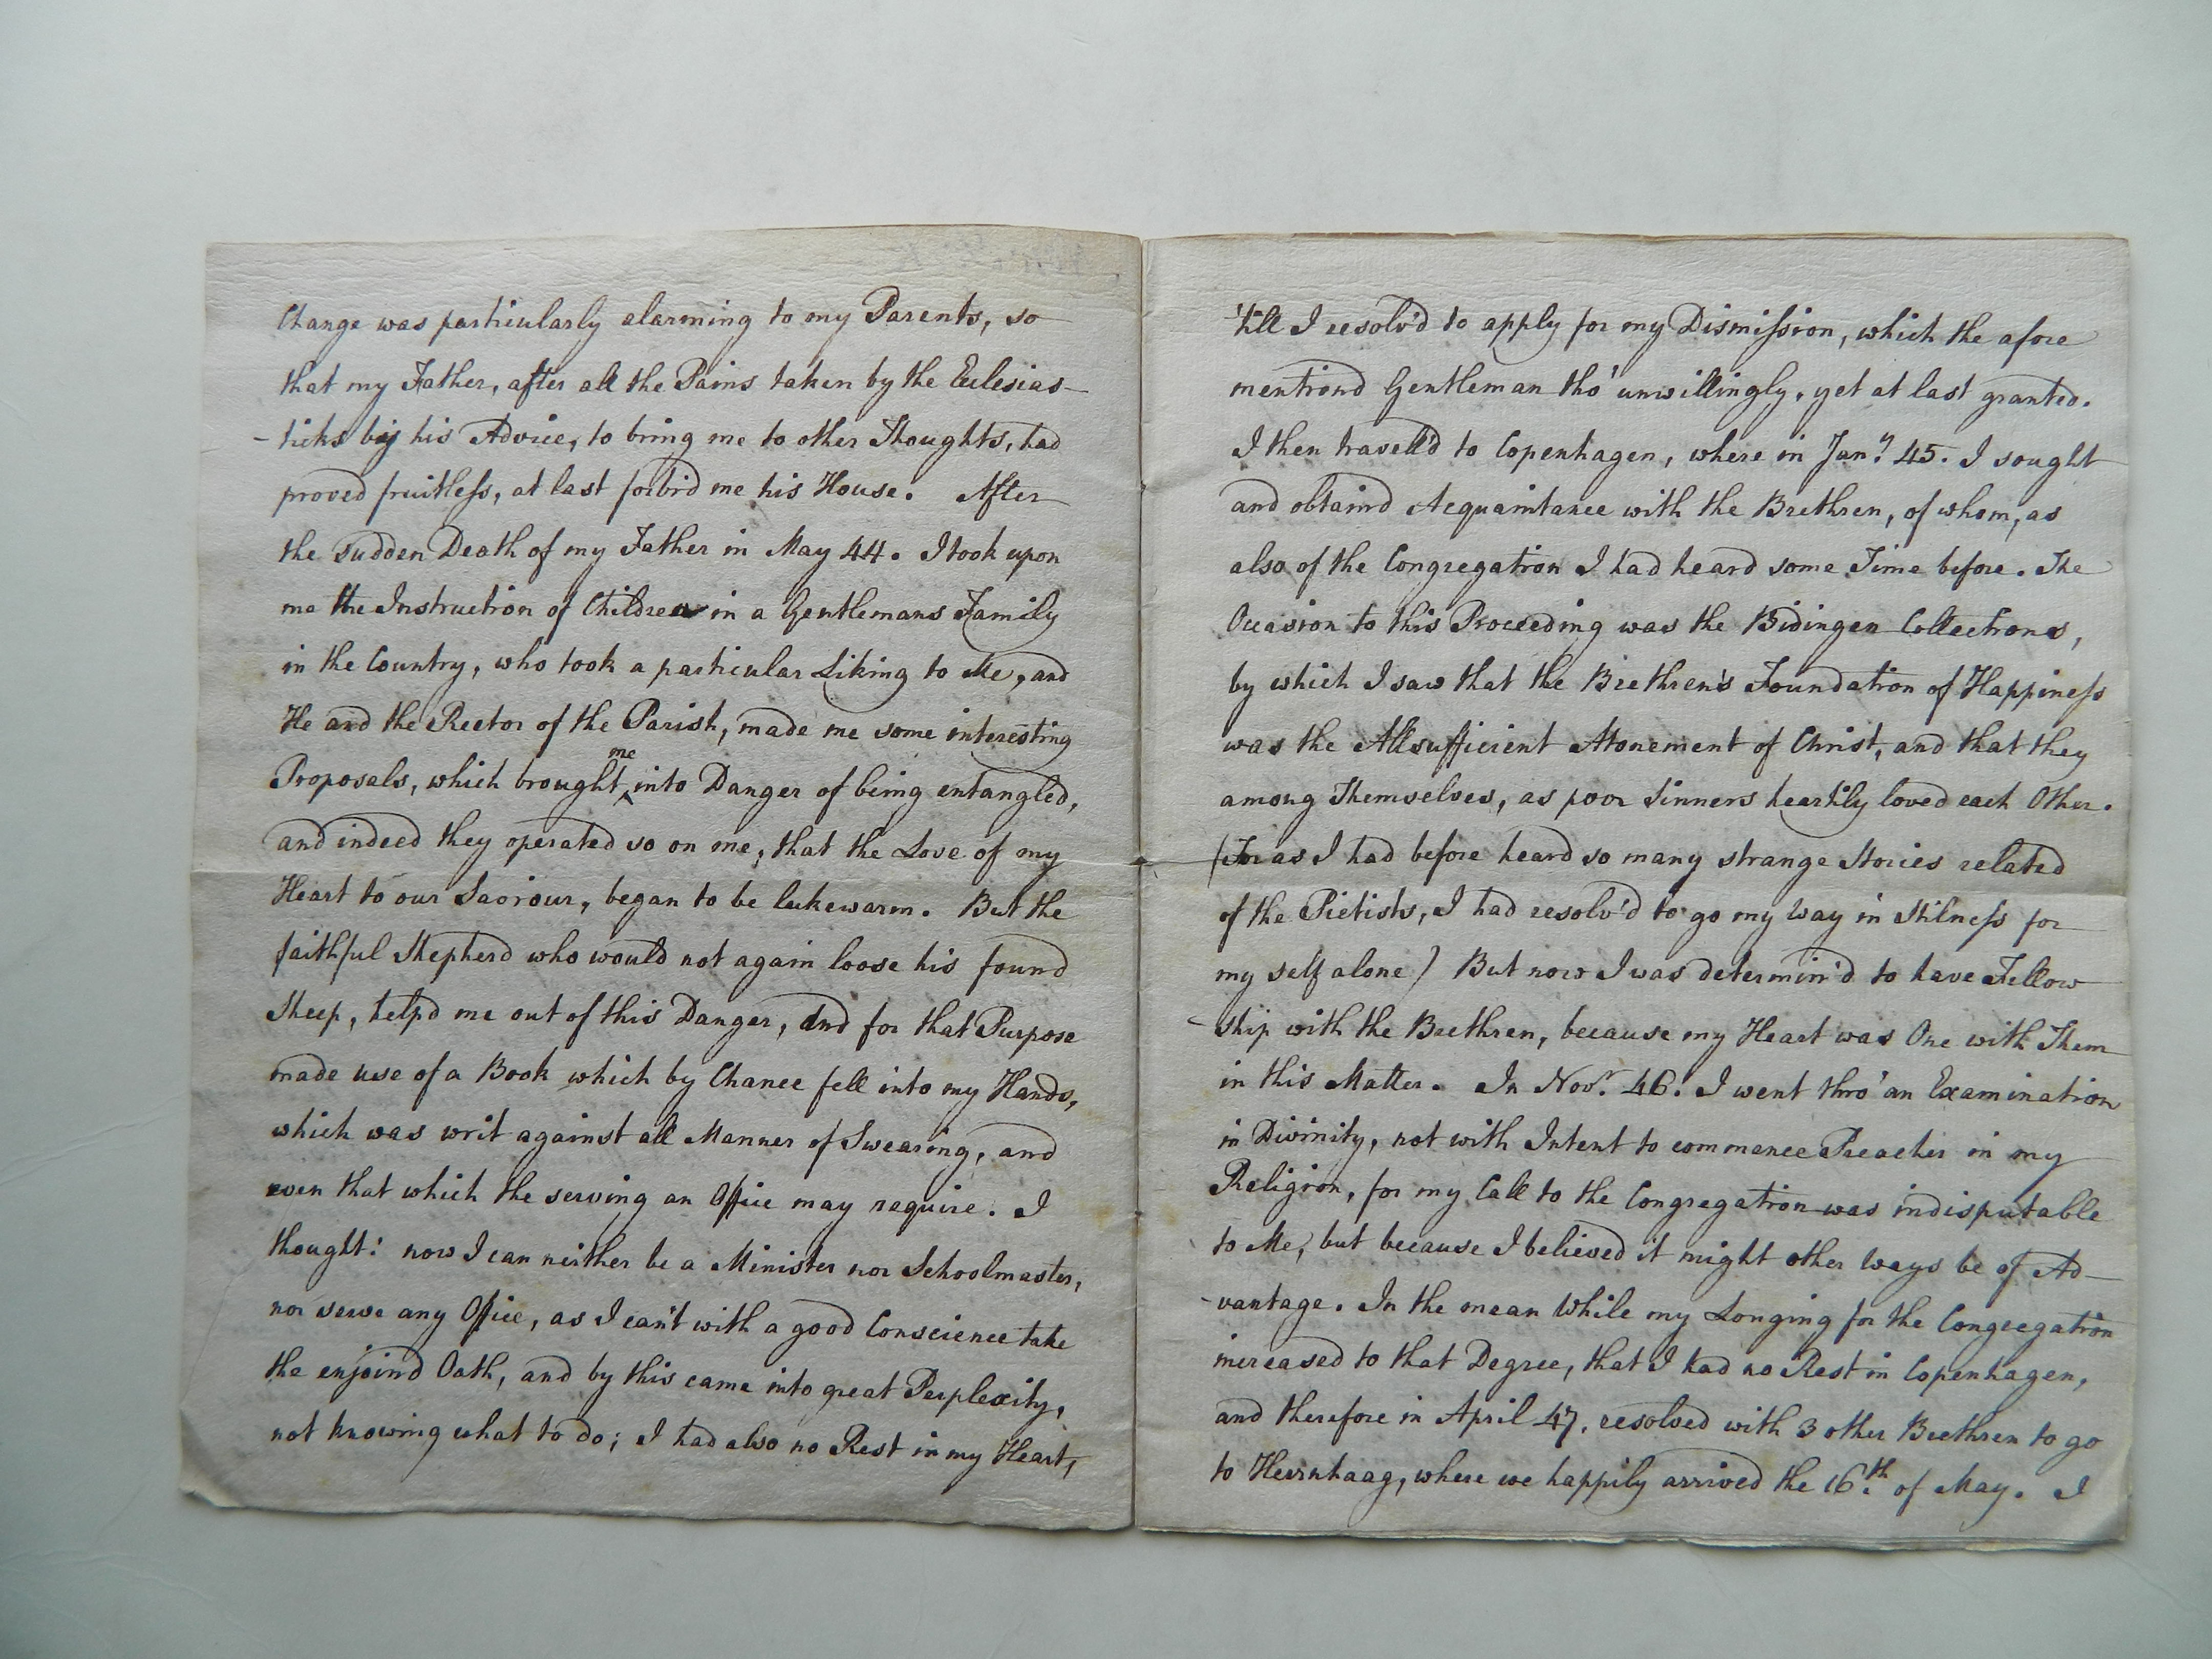 Change was particularly alarming to my Parents, so
that my Father, after all the Pains taken by the Eclesias-
-ticks by his Advice, to bring me to other Thoughts, had
proved fruitless, at last forbid me his House. After
the sudden Death of my Father in May 44. I took upon
me the Instruction of Children in a Gentlemans Family
in the Country, who took a particular Liking to Me, and
He and the Rector of the Parish, made me some interesting
Proposals, which brought me into Danger of being entangled,
and indeed they operated so on me, that the Love of my
Heart to our Saviour, began to be lukewarm. But the
faithful Shepherd who would not again loose his found
Sheep, help'd me out of this Danger, and for that Purpose
made use of a Book which by Chance fell into my Hands,
which was writ against all Manner of Swearing, and
even that which the serving an Office may require. I
thought: now I can neither be a Minister nor Schoolmaster,
nor serve any Office, as I can't with a good Conscience take
the enjoin'd Oath, and by this came into great Perplexity,
not knowing what to do; I had also no Rest in my Heart,
'till I resolv'd to apply for my Dismission, which the afore
mention'd Gentleman tho' unwillingly, yet at last granted.
I then travell'd to Copenhagen, where in Jany. 45. I sought
and obtain'd Acquaintance with the Brethren, of whom, as
also of the Congregation I had heard some Time before. The
Occasion to this Proceeding was the Bidingen Collections,
by which I saw that the Brethren's Foundation of Happiness
was the Allsufficient Atonement of Christ, and that they
among Themselves, as poor Sinners heartily loved each Other.
(For as I had before heard so many strange Stories related
of the Pietists, I had resolv'd to go my Way in Stilness for
my self alone) But now I was determin'd to have Fellow
-ship with the Brethren, because my Heart was One with Them
in this Matter. In Novr. 46. I went thro' an Examination
in Divinity, not with Intent to commence Preacher in my
Religion, for my Call to the Congregation was indisputable
to Me, but because I believed it might other Ways be of Ad-
-vantage. In the mean While my Longing for the Congregation
increased to that Degree, that I had no Rest in Copenhagen,
and therefore in April 47. resolved with 3 other Brethren to go
to Herrnhaag, where we happily arrived the 16th. of May. I